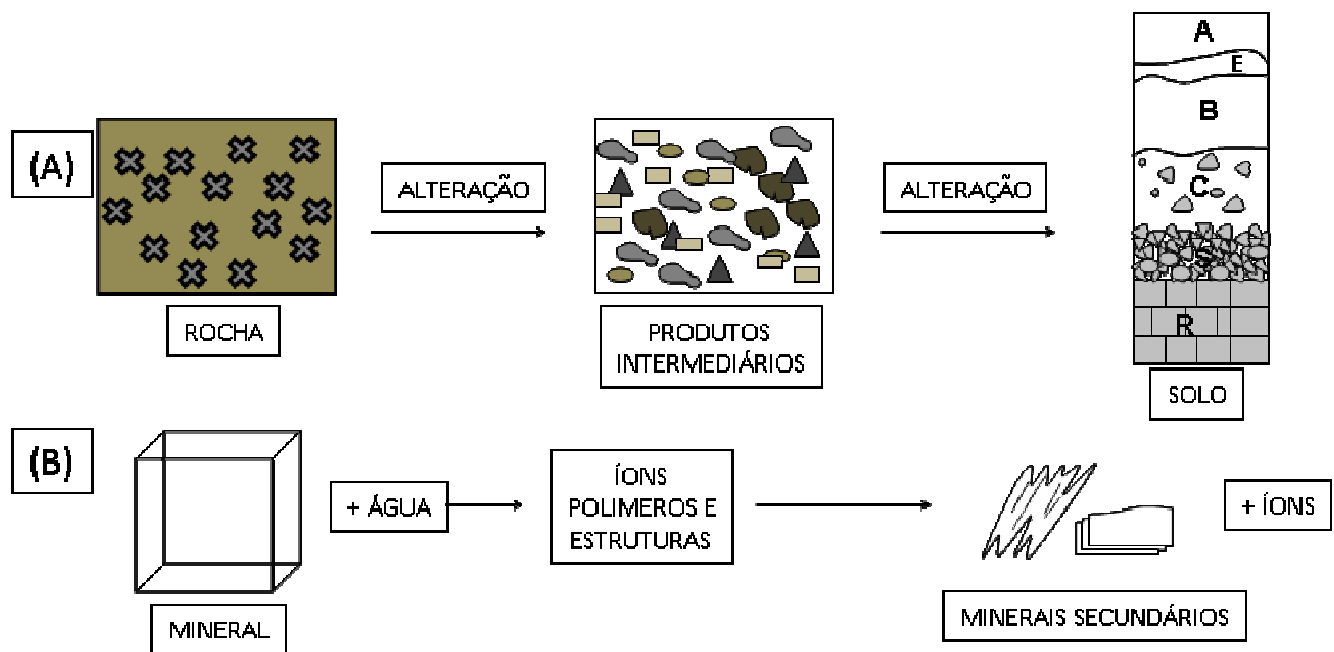 (A)
ROCHA
ALTERAÇÃO
PRODUTOS
INTERMEDIÁRIOS
ALTERAÇÃO
A
E
B
C
S
R
SOLO
(B)
MINERAL
+ ÁGUA
ÍONS
POLIMEROS E
ESTRUTURAS
MINERAIS SECUNDÁRIOS
+ ÍONS